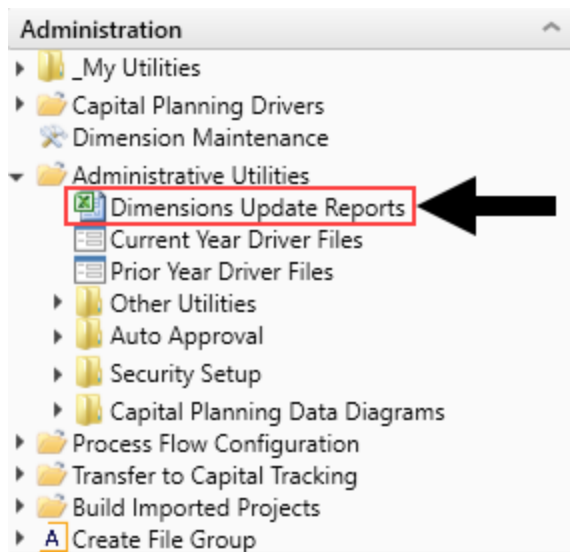 Administration
_My Utilities
Capital Planning Drivers
Dimension Maintenance
Administrative Utilities
Dimensions Update Reports
Current Year Driver Files
Prior Year Driver Files
Other Utilities
Auto Approval
Security Setup
Capital Planning Data Diagrams
Process Flow Configuration
Transfer to Capital Tracking
Build Imported Projects
A Create File Group